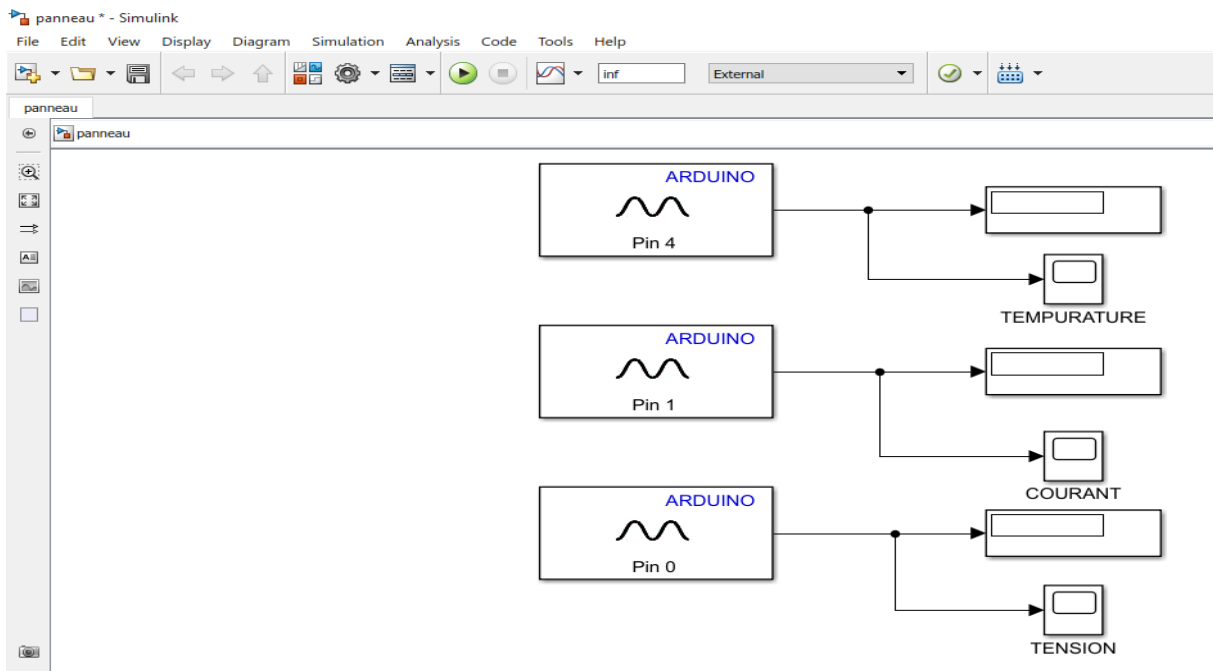 panneau * - Simulink
File Edit View Display Diagram Simulation Analysis Code Tools Help
inf External
panneau
panneau
ARDUINO
Pin 4
TEMPURATURE
ARDUINO
Pin 1
COURANT
ARDUINO
Pin 0
TENSION